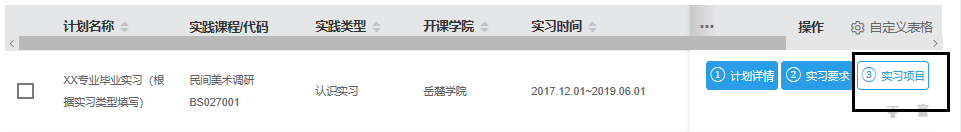 计划名称 实践课程/代码 实践类型 开课学院 实习时间 ... 操作 自定义表格
XX专业毕业实习（根 民间美术调研 ① 计划详情 ② 实习要求 ③ 实习项目
认识实习 岳麓学院 2017.12.01~2019.06.01
据实习类型填写） BS027001